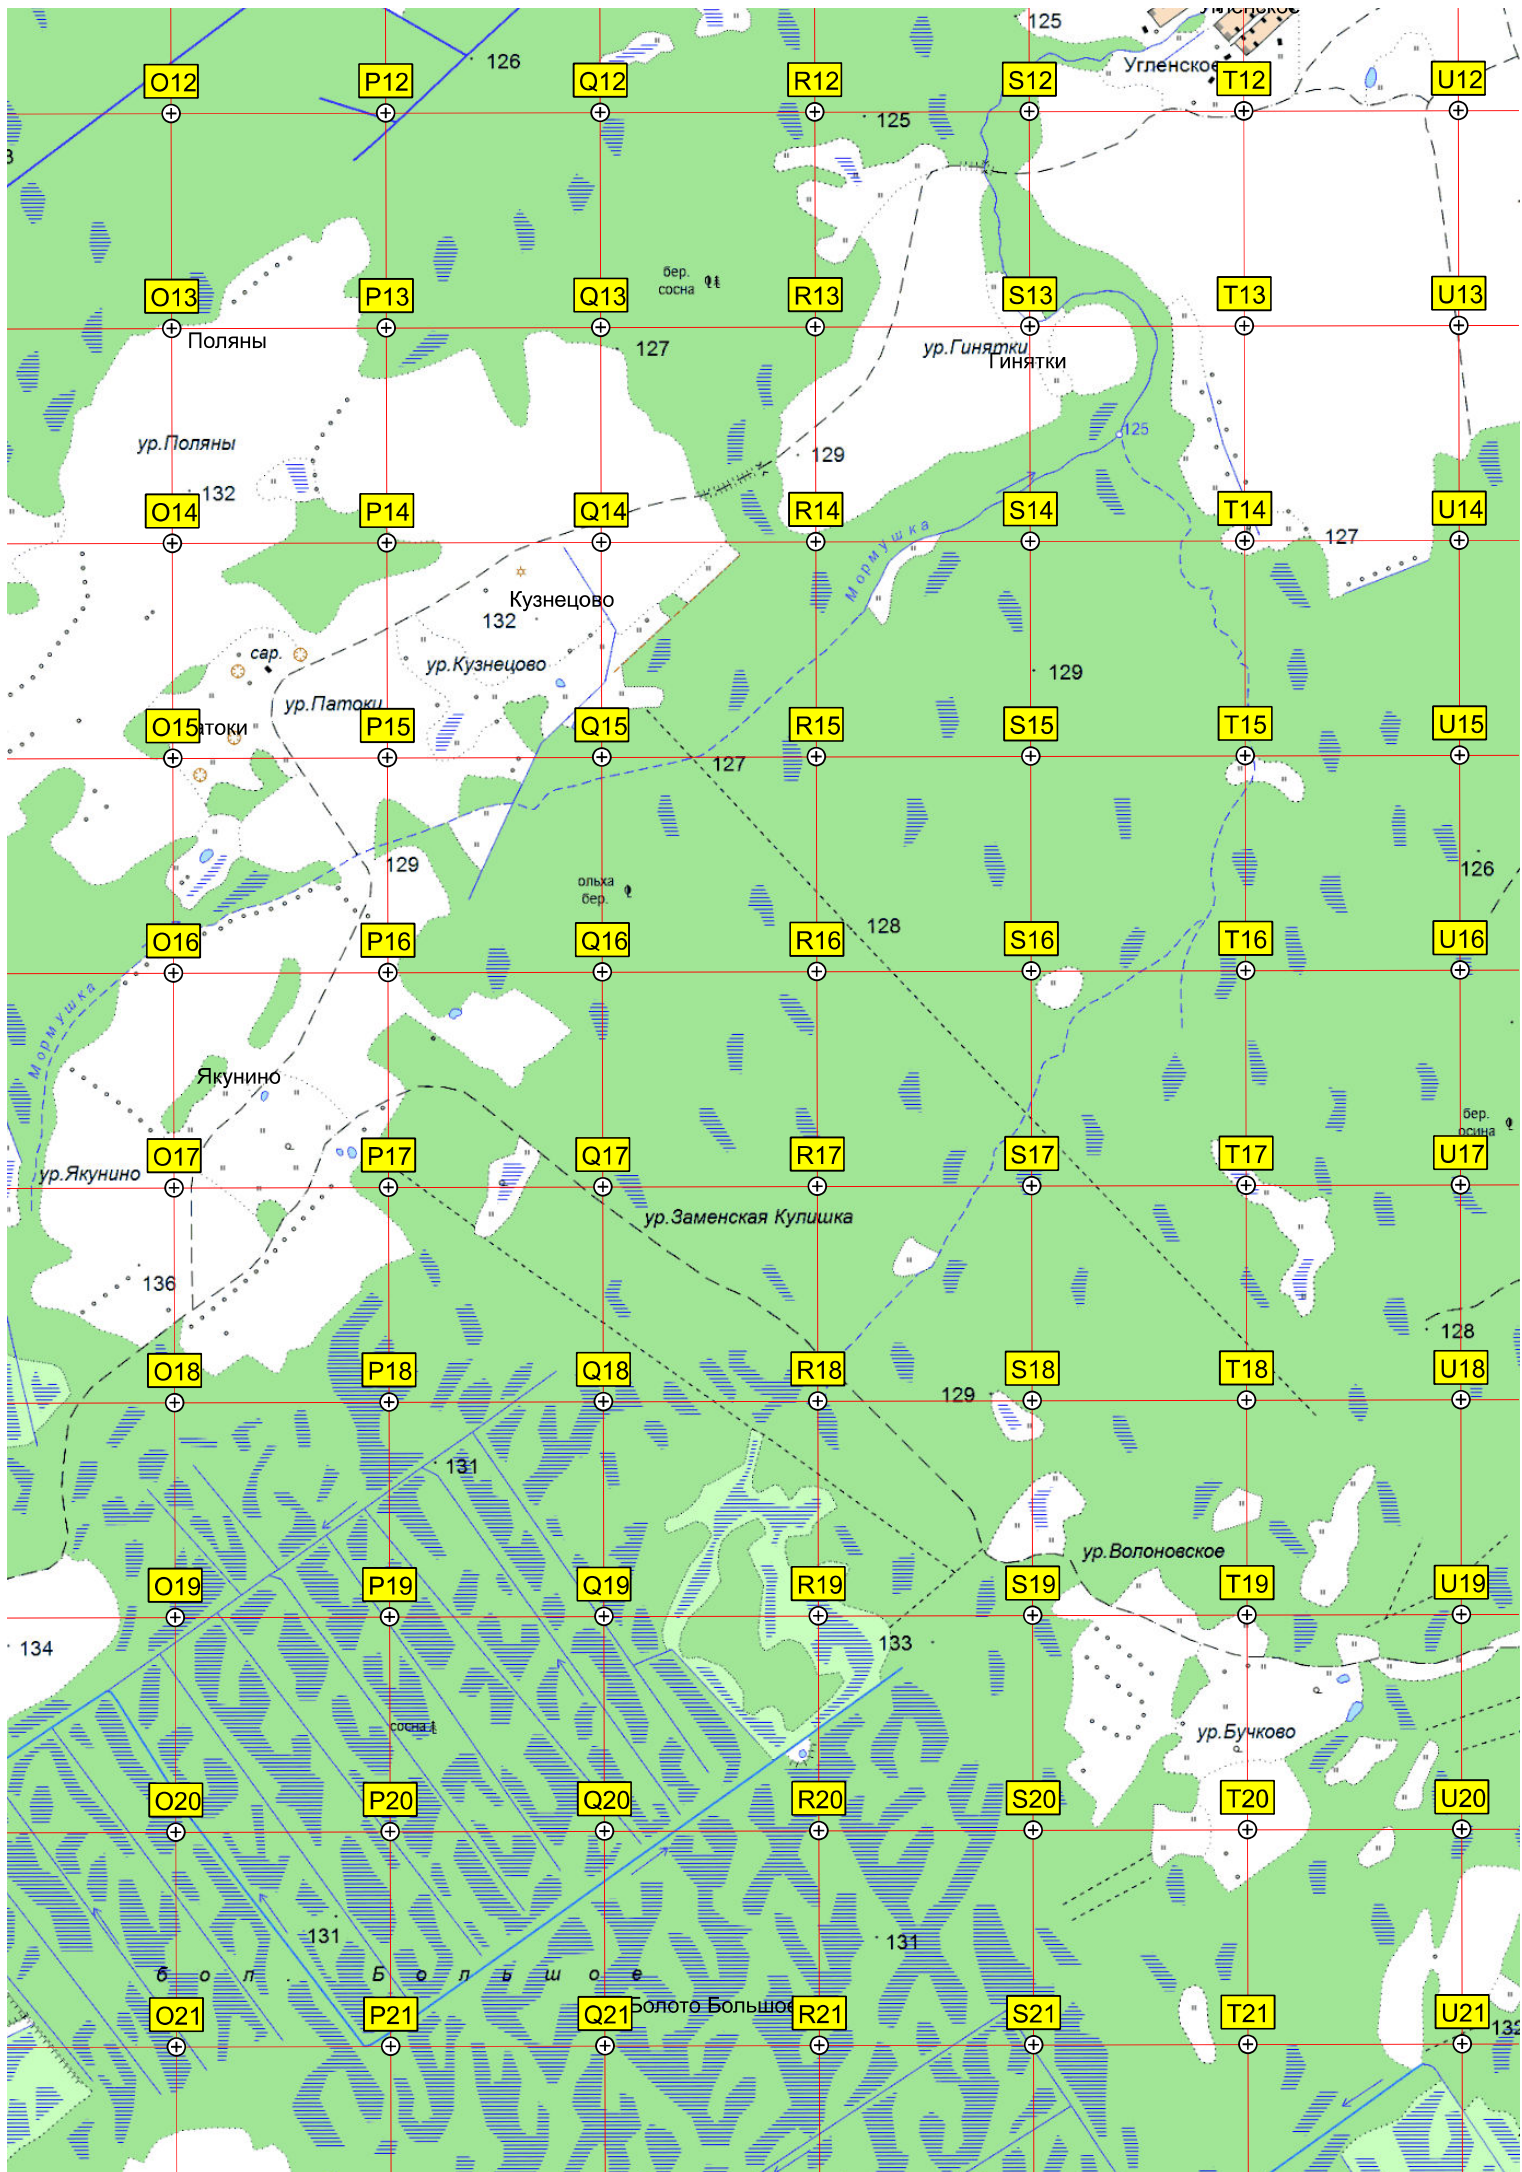 125
Угленское
126
Угленское
O12 P12 Q12 R12 S12 T12 U12
125
бер.
сосна
O13 P13 Q13 R13 S13 T13 U13
Поляны
127
ур.Гинятки
Гинятки
125
ур.Поляны
129
132
O14 P14 Q14 R14 S14 T14 U14
Мормушка
127
Кузнецово
132
сар.
ур.Кузнецово
129
ур.Патоки
O15 P15 Q15 R15 S15 T15 U15
127
129
126
ольха
бер.
128
O16 P16 Q16 R16 S16 T16 U16
Мормушка
Якунино
бер.
осина
O17 P17 Q17 R17 S17 T17 U17
ур.Якунино
ур.Заменская Кулишка
136
128
O18 P18 Q18 R18 S18 T18 U18
129
131
ур.Волоновское
O19 P19 Q19 R19 S19 T19 U19
134
133
сосна
ур.Бучково
O20 P20 Q20 R20 S20 T20 U20
131
131
бол. Большое
Болото Большое
O21 P21 Q21 R21 S21 T21 U21
132